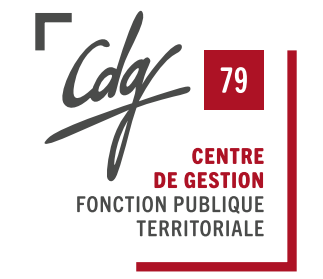 Cdg 79
CENTRE
DE GESTION
FONCTION PUBLIQUE
TERRITORIALE